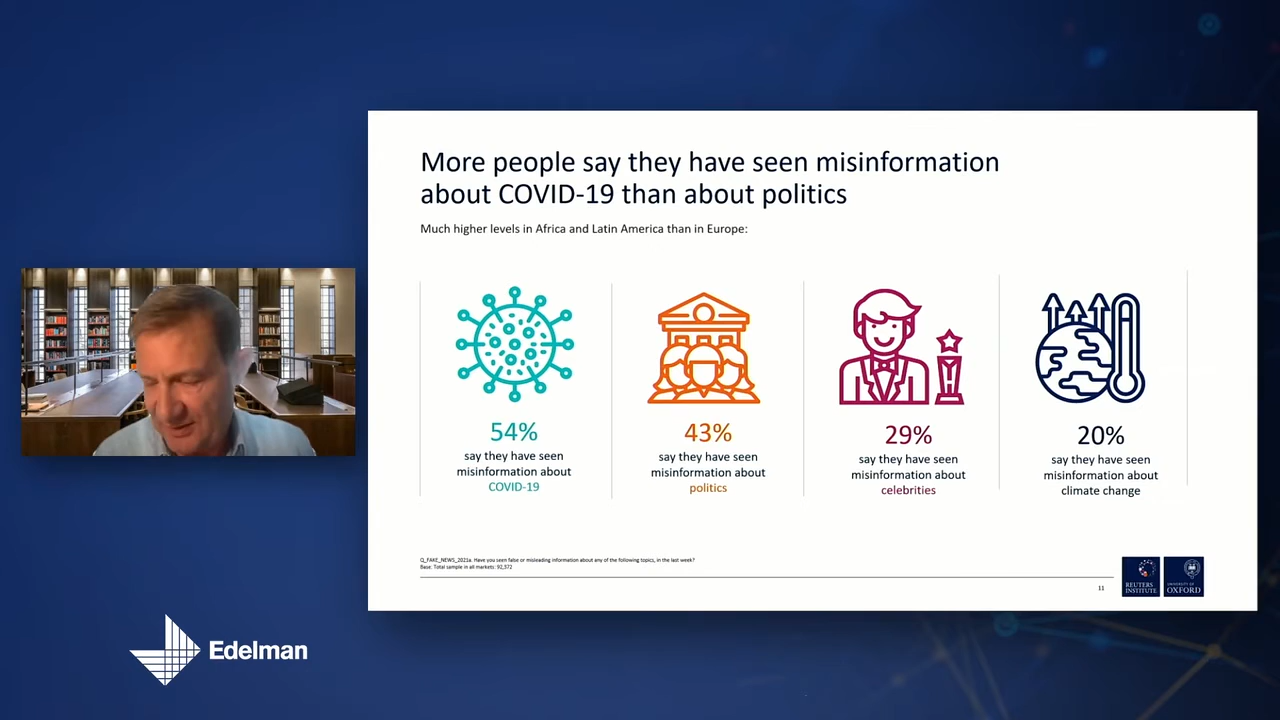 More people say they have seen misinformation
about COVID-19 than about politics
Much higher levels in Africa and Latin America than in Europe:
54%
say they have seen
misinformation about
COVID-19
43%
say they have seen
misinformation about
politics
29%
say they have seen
misinformation about
celebrities
20%
say they have seen
misinformation about
climate change
Q_FAKE_NEWS_2021a. Have you seen false or misleading information about any of the following topics, in the last week?
Base: Total sample in all markets: 92,372
11
REUTERS
INSTITUTE
UNIVERSITY OF
OXFORD
Edelman